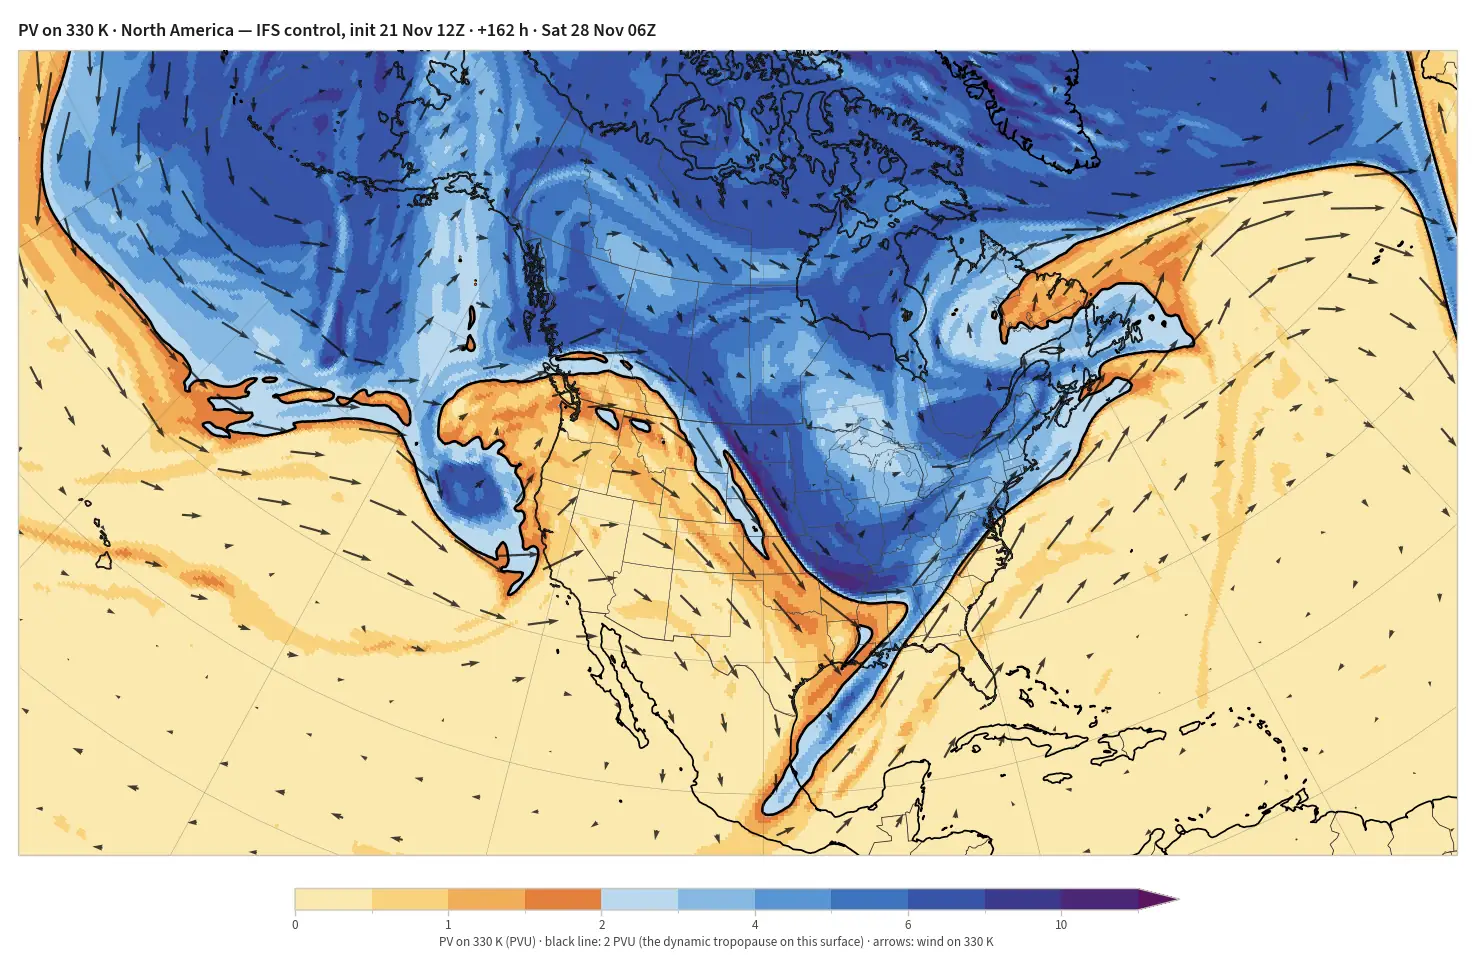 PV on 330 K · North America — IFS control, init 21 Nov 12Z · +162 h · Sat 28 Nov 06Z
0 1 2 4 6 10
PV on 330 K (PVU) · black line: 2 PVU (the dynamic tropopause on this surface) · arrows: wind on 330 K